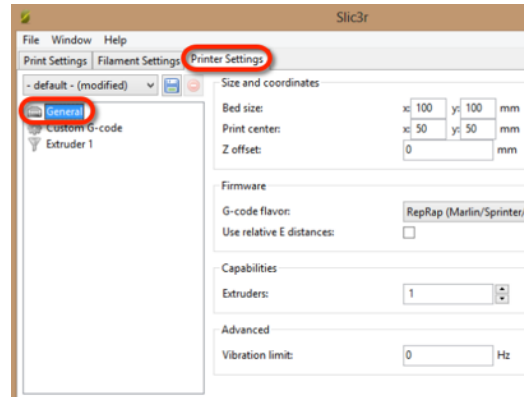 Slic3r
File Window Help
Print Settings Filament Settings Printer Settings
- default - (modified)
General
Custom G-code
Extruder 1
Size and coordinates
Bed size: x: 100 y: 100 mm
Print center: x: 50 y: 50 mm
Z offset: 0 mm
Firmware
G-code flavor: RepRap (Marlin/Sprinter/
Use relative E distances:
Capabilities
Extruders: 1
Advanced
Vibration limit: 0 Hz